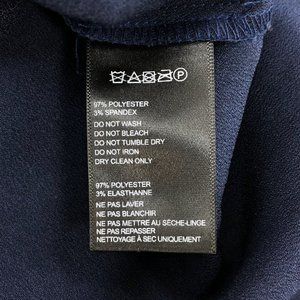 97% POLYESTER
3% SPANDEX
DO NOT WASH
DO NOT BLEACH
DO NOT TUMBLE DRY
DO NOT IRON
DRY CLEAN ONLY
97% POLYESTER
3% ELASTHANNE
NE PAS LAVER
NE PAS BLANCHIR
NE PAS METTRE AU SÈCHE-LINGE
NE PAS REPASSER
NETTOYAGE À SEC UNIQUEMENT